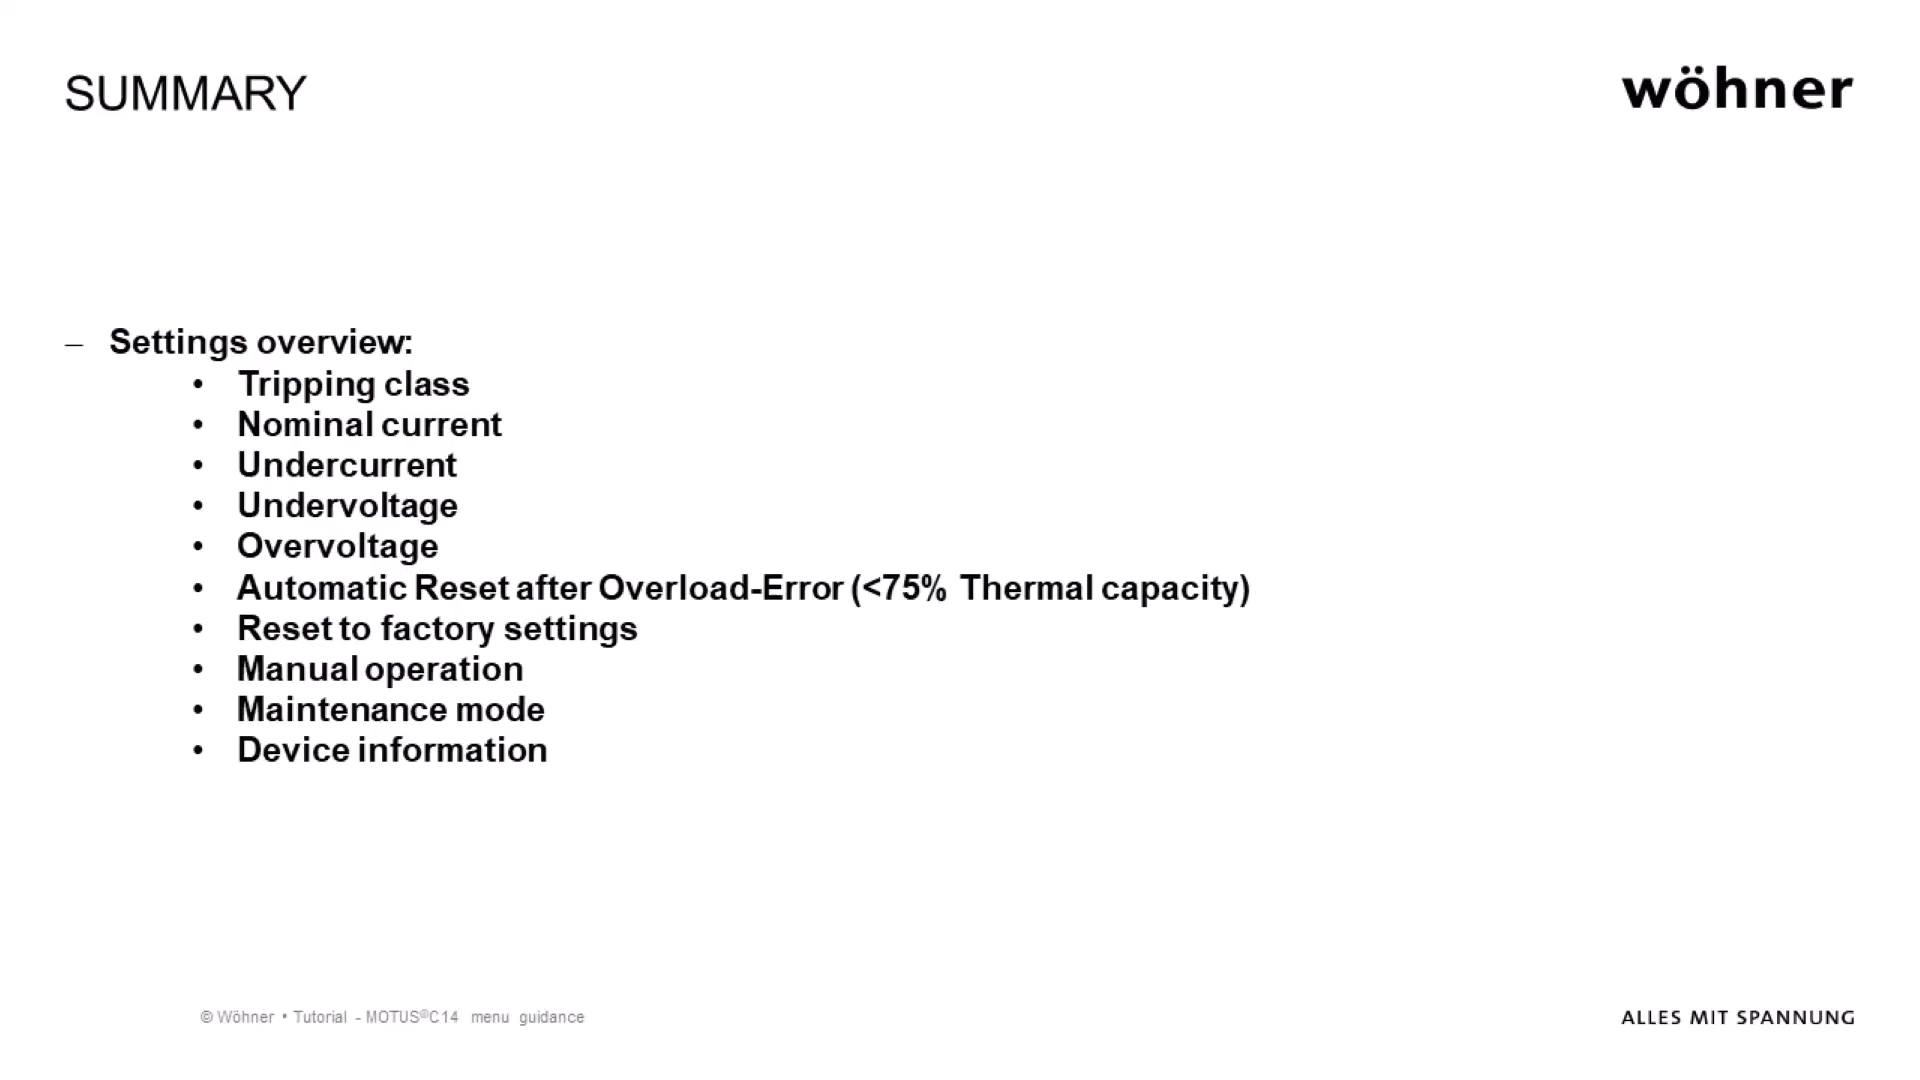 SUMMARY
wöhner
– Settings overview:
• Tripping class
• Nominal current
• Undercurrent
• Undervoltage
• Overvoltage
• Automatic Reset after Overload-Error (<75% Thermal capacity)
• Reset to factory settings
• Manual operation
• Maintenance mode
• Device information
© Wöhner • Tutorial - MOTUS®C14 menu guidance
ALLES MIT SPANNUNG